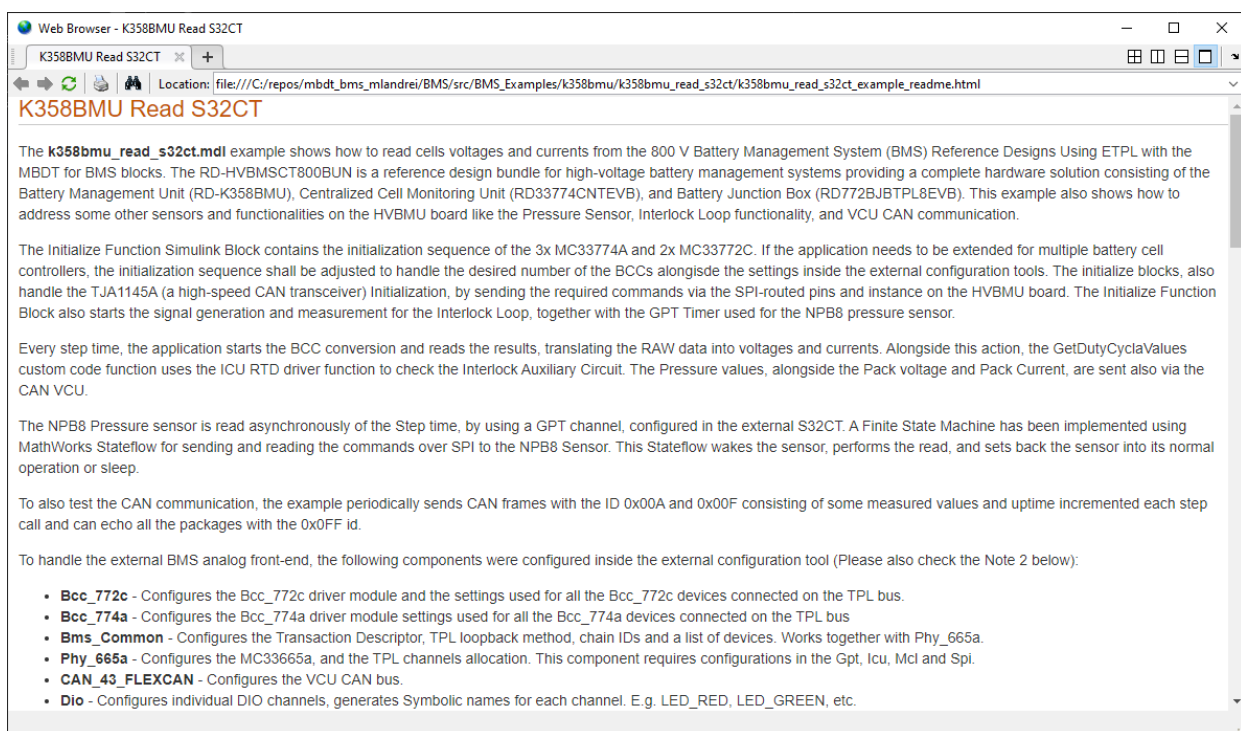 Web Browser - K358BMU Read S32CT
K358BMU Read S32CT
Location: file:///C:/repos/mbdt_bms_mlandrei/BMS/src/BMS_Examples/k358bmu/k358bmu_read_s32ct/k358bmu_read_s32ct_example_readme.html
K358BMU Read S32CT
The k358bmu_read_s32ct.mdl example shows how to read cells voltages and currents from the 800 V Battery Management System (BMS) Reference Designs Using ETPL with the
MBDT for BMS blocks. The RD-HVBMSCT800BUN is a reference design bundle for high-voltage battery management systems providing a complete hardware solution consisting of the
Battery Management Unit (RD-K358BMU), Centralized Cell Monitoring Unit (RD33774CNTEVB), and Battery Junction Box (RD772BJBTPL8EVB). This example also shows how to
address some other sensors and functionalities on the HVBMU board like the Pressure Sensor, Interlock Loop functionality, and VCU CAN communication.
The Initialize Function Simulink Block contains the initialization sequence of the 3x MC33774A and 2x MC33772C. If the application needs to be extended for multiple battery cell
controllers, the initialization sequence shall be adjusted to handle the desired number of the BCCs alongisde the settings inside the external configuration tools. The initialize blocks, also
handle the TJA1145A (a high-speed CAN transceiver) Initialization, by sending the required commands via the SPI-routed pins and instance on the HVBMU board. The Initialize Function
Block also starts the signal generation and measurement for the Interlock Loop, together with the GPT Timer used for the NPB8 pressure sensor.
Every step time, the application starts the BCC conversion and reads the results, translating the RAW data into voltages and currents. Alongside this action, the GetDutyCyclaValues
custom code function uses the ICU RTD driver function to check the Interlock Auxiliary Circuit. The Pressure values, alongside the Pack voltage and Pack Current, are sent also via the
CAN VCU.
The NPB8 Pressure sensor is read asynchronously of the Step time, by using a GPT channel, configured in the external S32CT. A Finite State Machine has been implemented using
MathWorks Stateflow for sending and reading the commands over SPI to the NPB8 Sensor. This Stateflow wakes the sensor, performs the read, and sets back the sensor into its normal
operation or sleep.
To also test the CAN communication, the example periodically sends CAN frames with the ID 0x00A and 0x00F consisting of some measured values and uptime incremented each step
call and can echo all the packages with the 0x0FF id.
To handle the external BMS analog front-end, the following components were configured inside the external configuration tool (Please also check the Note 2 below):
• Bcc_772c - Configures the Bcc_772c driver module and the settings used for all the Bcc_772c devices connected on the TPL bus.
• Bcc_774a - Configures the Bcc_774a driver module settings used for all the Bcc_774a devices connected on the TPL bus
• Bms_Common - Configures the Transaction Descriptor, TPL loopback method, chain IDs and a list of devices. Works together with Phy_665a.
• Phy_665a - Configures the MC33665a, and the TPL channels allocation. This component requires configurations in the Gpt, Icu, Mcl and Spi.
• CAN_43_FLEXCAN - Configures the VCU CAN bus.
• Dio - Configures individual DIO channels, generates Symbolic names for each channel. E.g. LED_RED, LED_GREEN, etc.